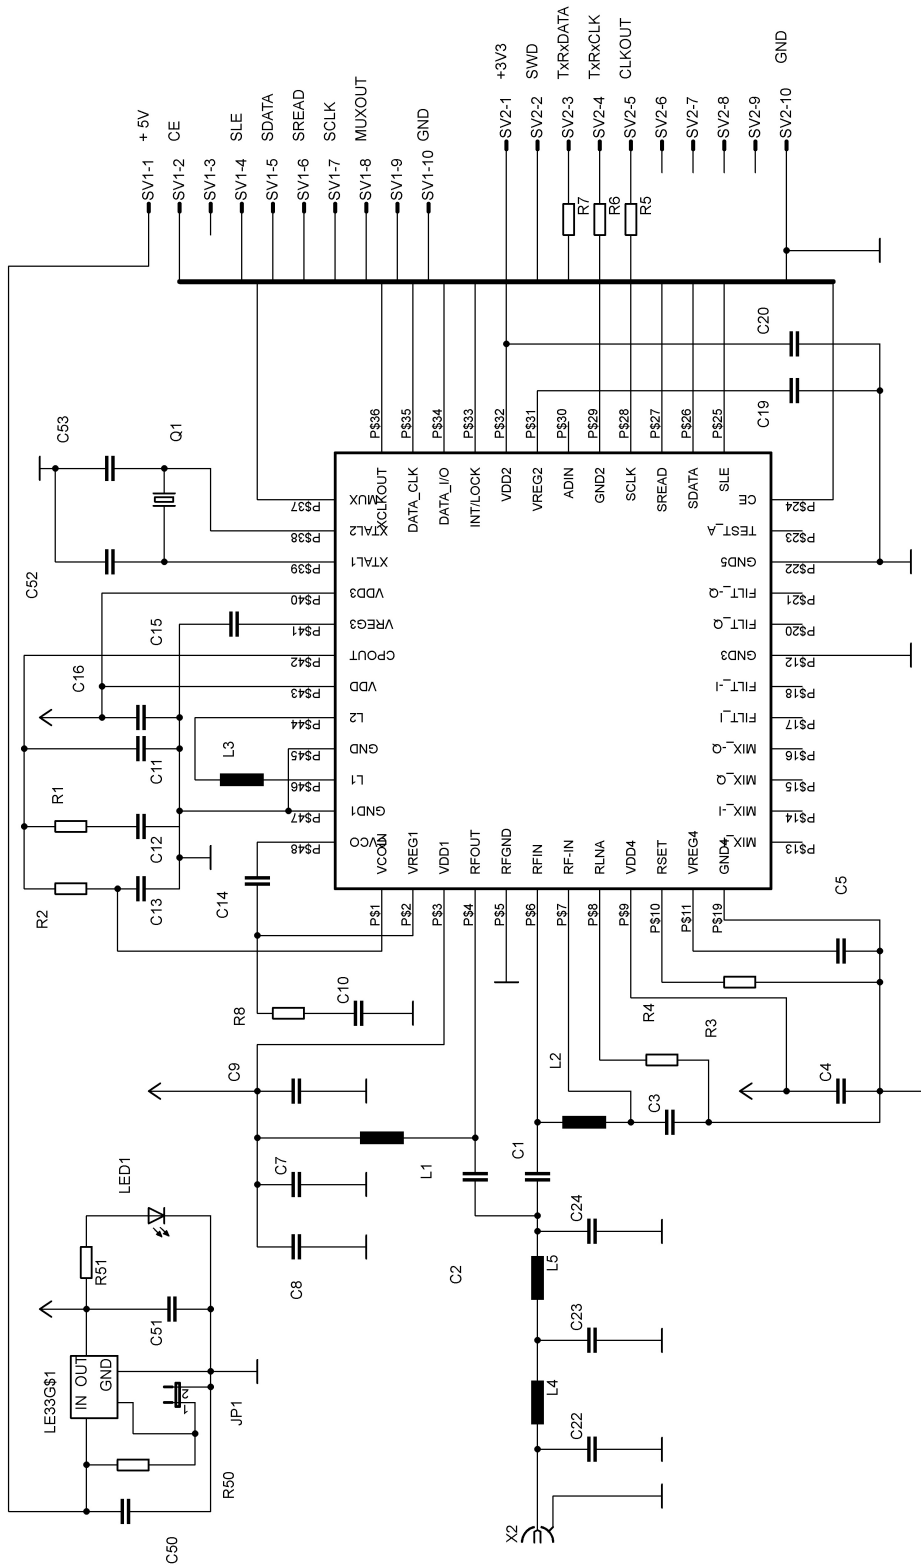 SV1-1 + 5V
SV1-2 CE
SV1-3
SV1-4 SLE
SV1-5 SDATA
SV1-6 SREAD
SV1-7 SCLK
SV1-8 MUXOUT
SV1-9
SV1-10 GND
SV2-1 +3V3
SV2-2 SWD
SV2-3 TxRxDATA
SV2-4 TxRxCLK
SV2-5 CLKOUT
SV2-6
SV2-7
SV2-8
SV2-9
SV2-10 GND
R7
R6
R5
C20
C19
C53
Q1
C52
C15
C16
C11
R1
C12
R2
C13
L3
C14
P$36 XCLKOUT
P$35 DATA_CLK
P$34 DATA_I/O
P$33 INT/LOCK
P$32 VDD2
P$31 VREG2
P$30 ADIN
P$29 GND2
P$28 SCLK
P$27 SREAD
P$26 SDATA
P$25 SLE
P$37 MUX
P$38 XTAL2
P$39 XTAL1
P$40 VDD3
P$41 VREG3
P$42 CPOUT
P$43 VDD
P$44 L2
P$45 GND
P$46 L1
P$47 GND1
P$48 CVCO
P$24 CE
P$23 TEST_A
P$22 GND5
P$21 FILT_-Q
P$20 FILT_Q
P$12 GND3
P$18 FILT_-I
P$17 FILT_I
P$16 MIX_-Q
P$15 MIX_Q
P$14 MIX_-I
P$13 MIX_I
P$1 VCOIN
P$2 VREG1
P$3 VDD1
P$4 RFOUT
P$5 RFGND
P$6 RFIN
P$7 RF-IN
P$8 RLNA
P$9 VDD4
P$10 RSET
P$11 VREG4
P$19 GND4
C5
R8
C10
R4
R3
L2
C9
C3
C4
C7
L1
C1
C8
C2
C24
L5
C23
L4
C22
X2
LED1
R51
C51
LE33G$1
IN OUT
GND
2
1
JP1
R50
C50